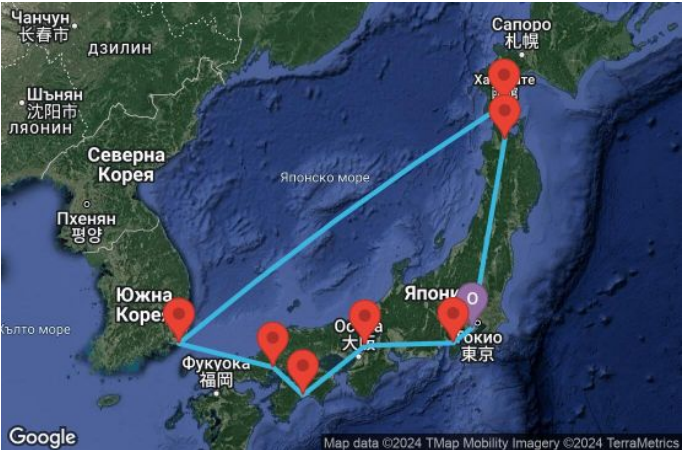 Чанчун
长春市
ДЗИЛИН
Сапоро
札幌
Шънян
沈阳市
ЛЯОНИН
Северна
Корея
Японско море
Пхенян
평양
Южна
Корея
О
Токио
東京
大阪
Фукуока
福岡
Google
Map data ©2024 TMap Mobility Imagery ©2024 TerraMetrics